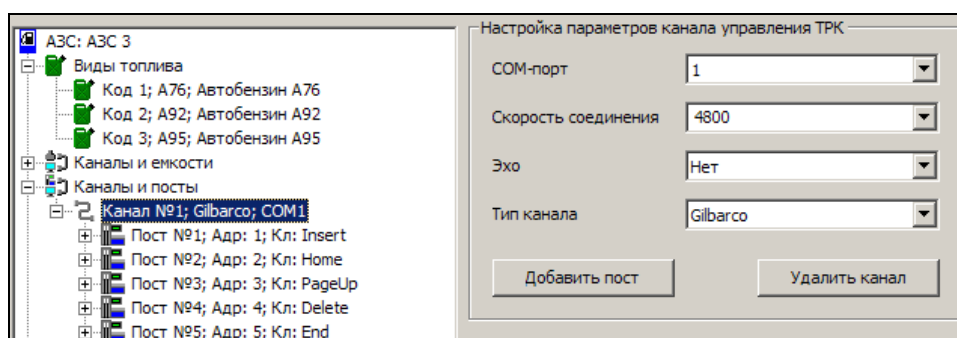 АЗС: АЗС 3
Виды топлива
Код 1; А76; Автобензин А76
Код 2; А92; Автобензин А92
Код 3; А95; Автобензин А95
Каналы и емкости
Каналы и посты
Канал №1; Gilbarco; COM1
Пост №1; Адр: 1; Кл: Insert
Пост №2; Адр: 2; Кл: Home
Пост №3; Адр: 3; Кл: PageUp
Пост №4; Адр: 4; Кл: Delete
Пост №5; Адр: 5; Кл: End
Настройка параметров канала управления ТРК
COM-порт 1
Скорость соединения 4800
Эхо Нет
Тип канала Gilbarco
Добавить пост Удалить канал